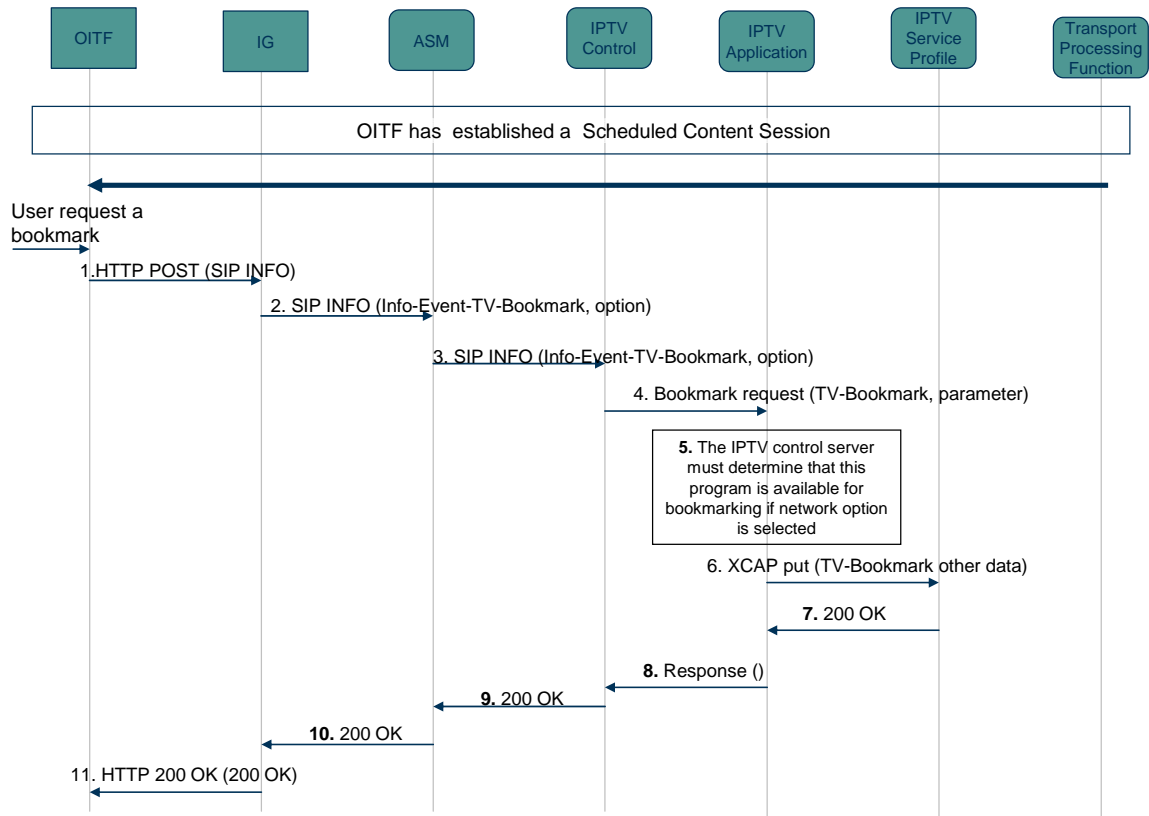 OITF
IG
ASM
IPTV
Control
IPTV
Application
IPTV
Service
Profile
Transport
Processing
Function
OITF has established a Scheduled Content Session
User request a
bookmark
1.HTTP POST (SIP INFO)
2. SIP INFO (Info-Event-TV-Bookmark, option)
3. SIP INFO (Info-Event-TV-Bookmark, option)
4. Bookmark request (TV-Bookmark, parameter)
5. The IPTV control server
must determine that this
program is available for
bookmarking if network option
is selected
6. XCAP put (TV-Bookmark other data)
7. 200 OK
8. Response ()
9. 200 OK
10. 200 OK
11. HTTP 200 OK (200 OK)